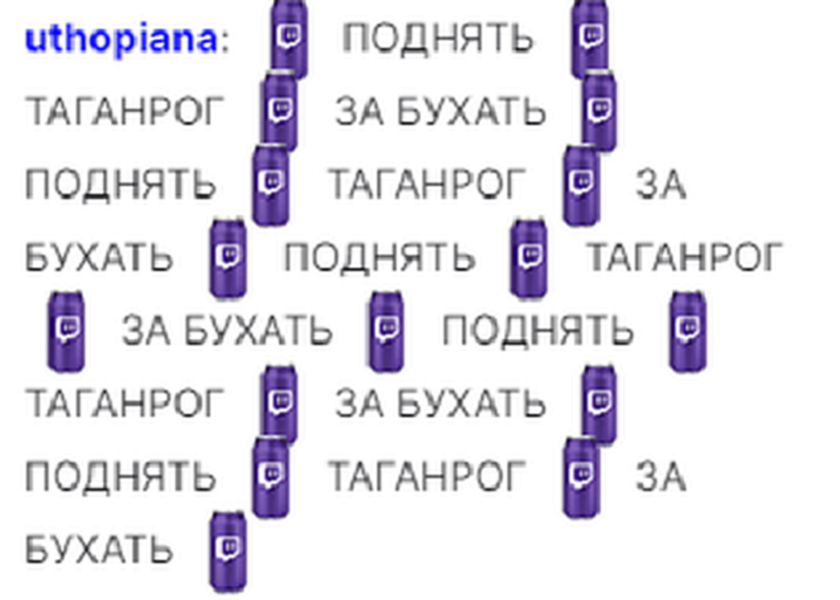 uthopiana: ПОДНЯТЬ
ТАГАНРОГ ЗА БУХАТЬ
ПОДНЯТЬ ТАГАНРОГ ЗА
БУХАТЬ ПОДНЯТЬ ТАГАНРОГ
ЗА БУХАТЬ ПОДНЯТЬ
ТАГАНРОГ ЗА БУХАТЬ
ПОДНЯТЬ ТАГАНРОГ ЗА
БУХАТЬ